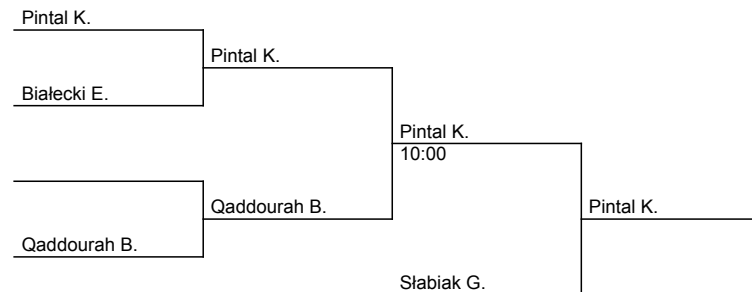 Pintal K.
Pintal K.
Białecki E.
Pintal K.
10:00
Qaddourah B.
Pintal K.
Qaddourah B.
Słabiak G.